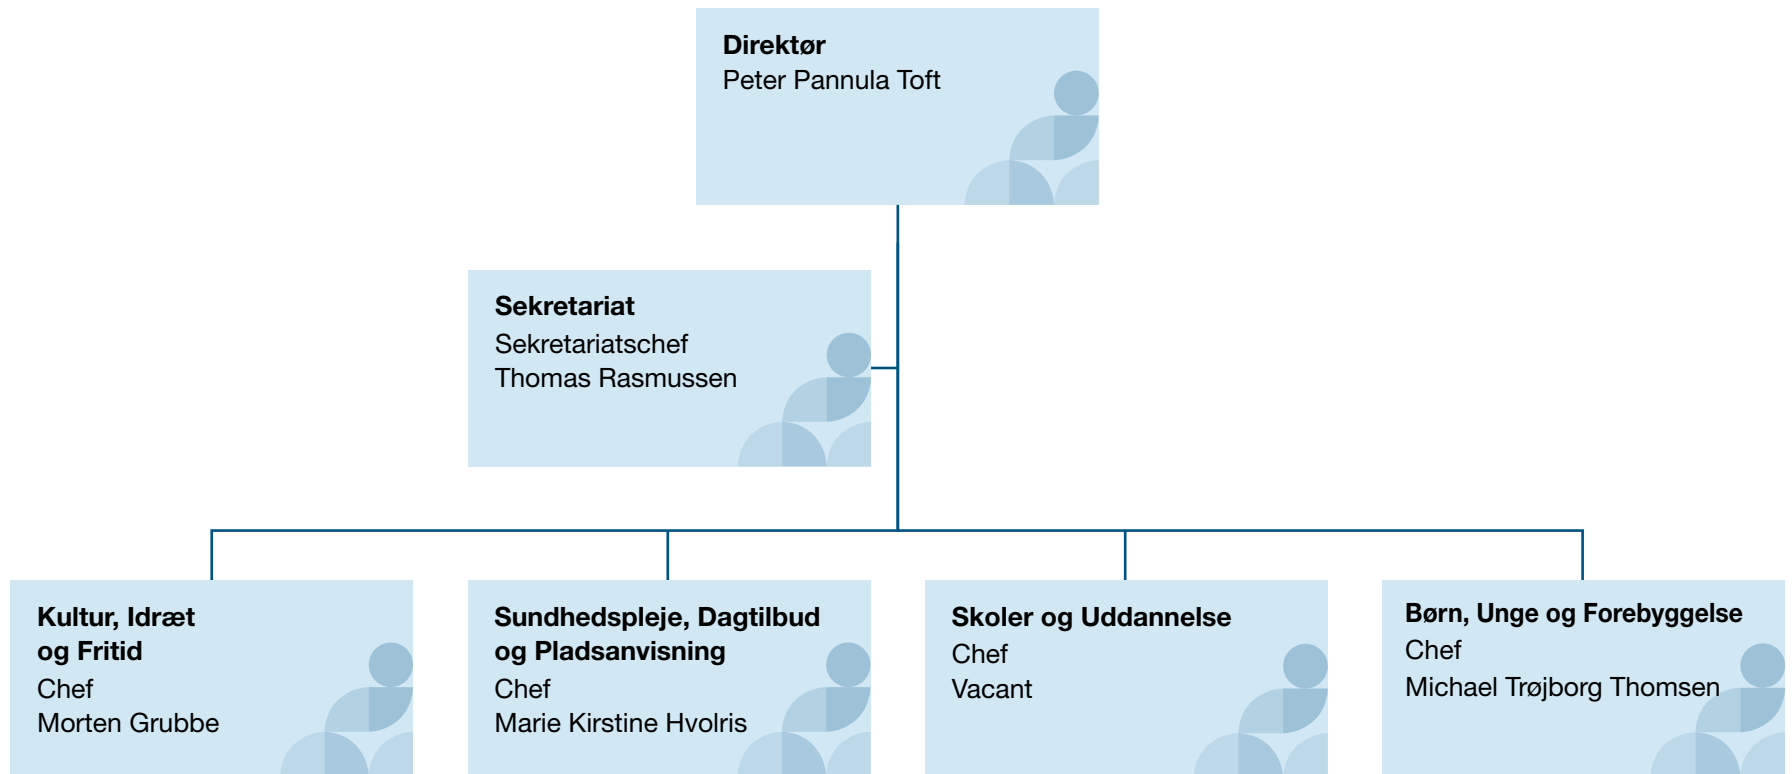 Direktør
Peter Pannula Toft
Sekretariat
Sekretariatschef
Thomas Rasmussen
Kultur, Idræt
og Fritid
Chef
Morten Grubbe
Sundhedspleje, Dagtilbud
og Pladsanvisning
Chef
Marie Kirstine Hvolris
Skoler og Uddannelse
Chef
Vacant
Børn, Unge og Forebyggelse
Chef
Michael Trøjborg Thomsen